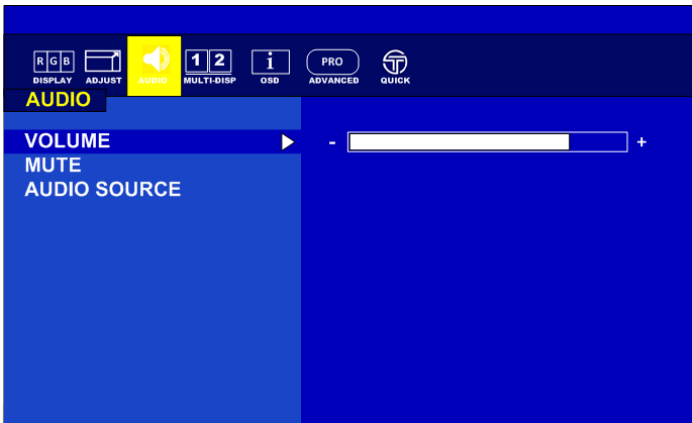 R G B
1 2
i
PRO
DISPLAY ADJUST AUDIO MULTI-DISP OSD ADVANCED QUICK
AUDIO
VOLUME - +
MUTE
AUDIO SOURCE